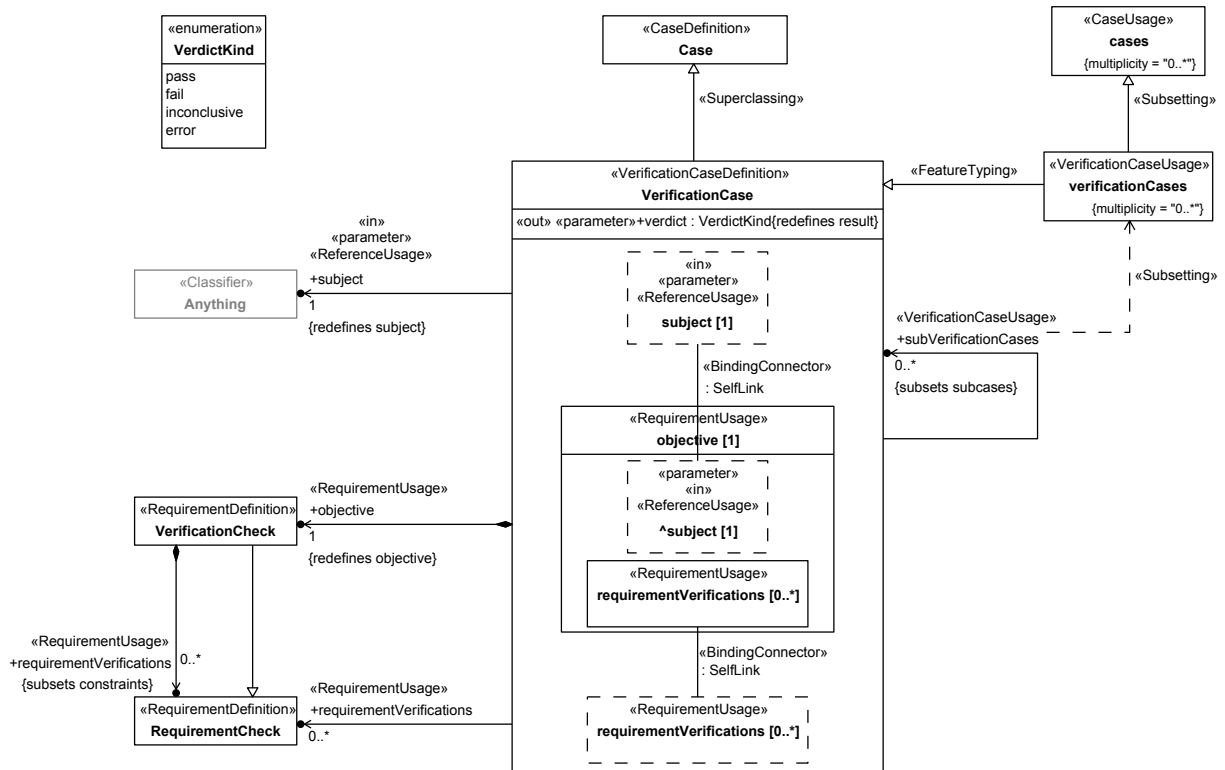 «enumeration»
VerdictKind
pass
fail
inconclusive
error
«CaseDefinition»
Case
«CaseUsage»
cases
{multiplicity = "0..*"}
«Superclassing»
«Subsetting»
«VerificationCaseDefinition»
VerificationCase
«out» «parameter»+verdict : VerdictKind{redefines result}
«FeatureTyping»
«VerificationCaseUsage»
verificationCases
{multiplicity = "0..*"}
«in»
«parameter»
«ReferenceUsage»
+subject
1
{redefines subject}
«Classifier»
Anything
«in»
«parameter»
«ReferenceUsage»
subject [1]
«Subsetting»
«VerificationCaseUsage»
+subVerificationCases
0..*
{subsets subcases}
«BindingConnector»
: SelfLink
«RequirementUsage»
objective [1]
«parameter»
«in»
«ReferenceUsage»
^subject [1]
«RequirementUsage»
requirementVerifications [0..*]
«RequirementUsage»
+objective
1
{redefines objective}
«RequirementDefinition»
VerificationCheck
«RequirementUsage»
+requirementVerifications
0..*
{subsets constraints}
«BindingConnector»
: SelfLink
«RequirementDefinition»
RequirementCheck
«RequirementUsage»
+requirementVerifications
0..*
«RequirementUsage»
requirementVerifications [0..*]